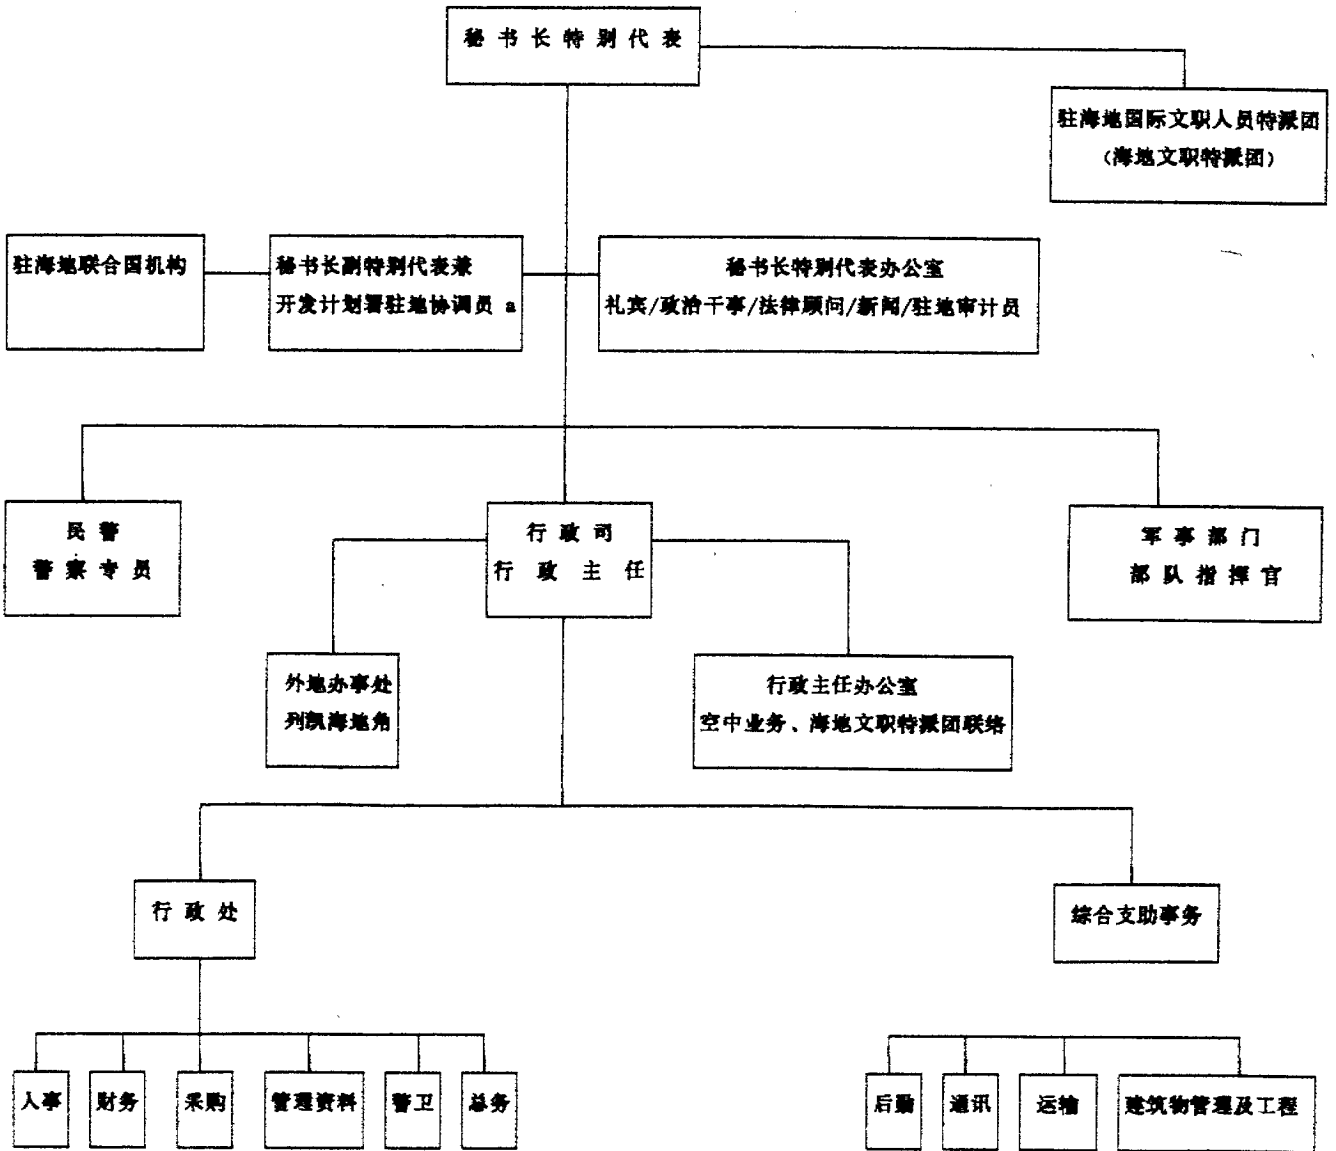 秘书长特别代表
驻海地国际文职人员特派团
(海地文职特派团)
驻海地联合国机构
秘书长副特别代表兼
开发计划署驻地协调员 a
秘书长特别代表办公室
礼宾/政治干事/法律顾问/新闻/驻地审计员
民警
警察专员
行政司
行政主任
军事部门
部队指挥官
外地办事处
列凯海地角
行政主任办公室
空中业务、海地文职特派团联络
行政处
综合支助事务
人事
财务
采购
管理资料
警卫
总务
后勤
通讯
运输
建筑物管理及工程